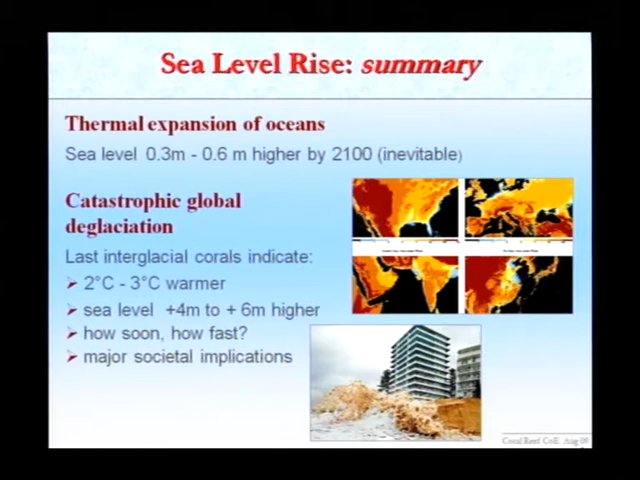 Sea Level Rise: summary
Thermal expansion of oceans
Sea level 0.3m - 0.6 m higher by 2100 (inevitable)
Catastrophic global
deglaciation
Last interglacial corals indicate:
➤ 2°C - 3°C warmer
➤ sea level +4m to + 6m higher
➤ how soon, how fast?
➤ major societal implications
Coral Reef CoE, Aug